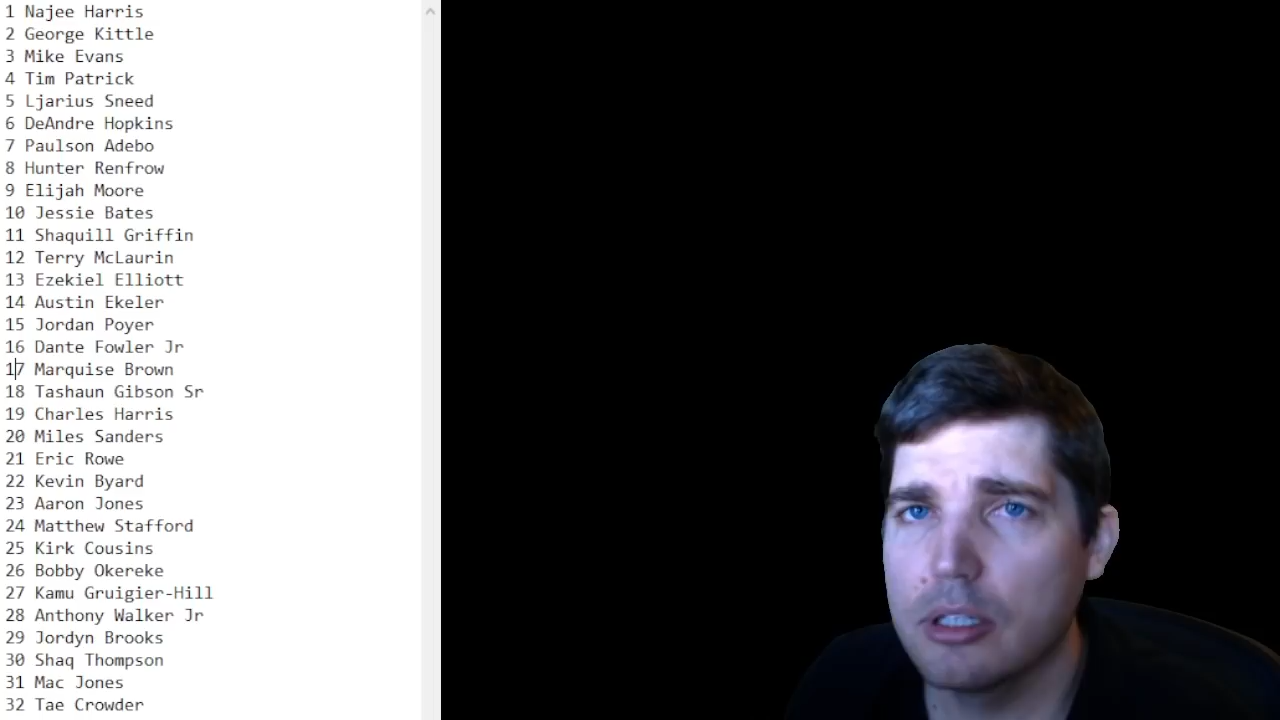 1 Najee Harris
2 George Kittle
3 Mike Evans
4 Tim Patrick
5 Ljarius Sneed
6 DeAndre Hopkins
7 Paulson Adebo
8 Hunter Renfrow
9 Elijah Moore
10 Jessie Bates
11 Shaquill Griffin
12 Terry McLaurin
13 Ezekiel Elliott
14 Austin Ekeler
15 Jordan Poyer
16 Dante Fowler Jr
17 Marquise Brown
18 Tashaun Gibson Sr
19 Charles Harris
20 Miles Sanders
21 Eric Rowe
22 Kevin Byard
23 Aaron Jones
24 Matthew Stafford
25 Kirk Cousins
26 Bobby Okereke
27 Kamu Gruigier-Hill
28 Anthony Walker Jr
29 Jordyn Brooks
30 Shaq Thompson
31 Mac Jones
32 Tae Crowder